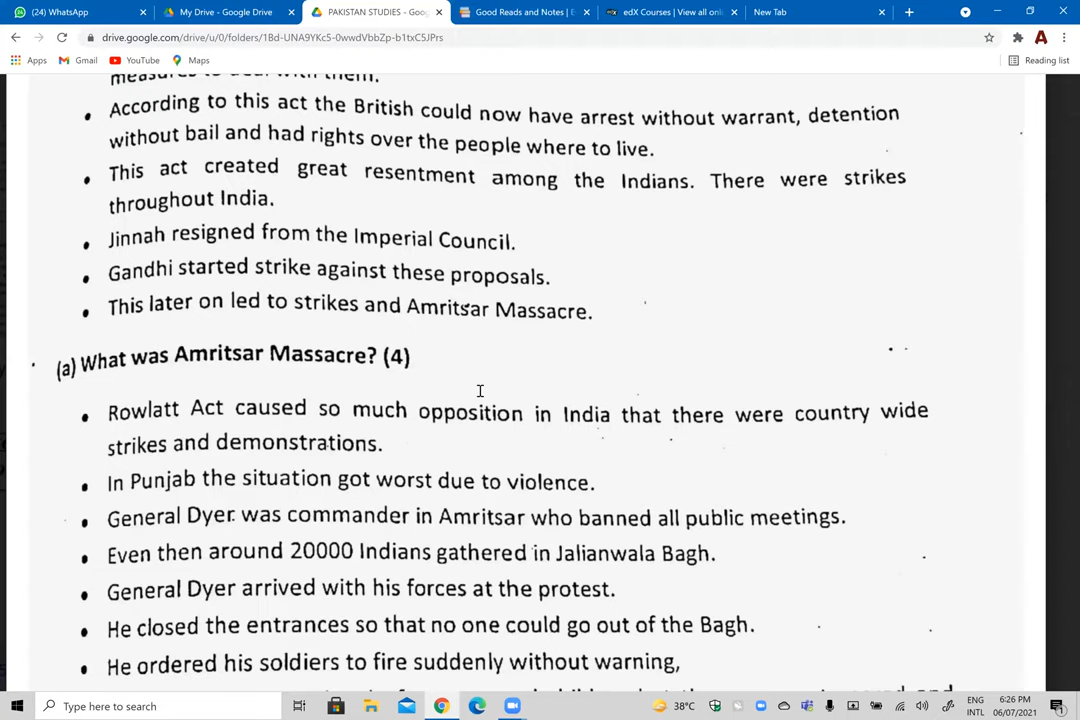 (24) WhatsApp
My Drive - Google Drive
PAKISTAN STUDIES - Goog
Good Reads and Notes | E
edX Courses | View all onli
New Tab
drive.google.com/drive/u/0/folders/1Bd-UNA9YKc5-0wwdVbbZp-b1txC5JPrs
Apps
Gmail
YouTube
Maps
Reading list
measures to deal with them.
• According to this act the British could now have arrest without warrant, detention
without bail and had rights over the people where to live.
• This act created great resentment among the Indians. There were strikes
throughout India.
• Jinnah resigned from the Imperial Council.
• Gandhi started strike against these proposals.
• This later on led to strikes and Amritsar Massacre.
(a) What was Amritsar Massacre? (4)
• Rowlatt Act caused so much opposition in India that there were country wide
strikes and demonstrations.
• In Punjab the situation got worst due to violence.
• General Dyer was commander in Amritsar who banned all public meetings.
• Even then around 20000 Indians gathered in Jalianwala Bagh.
• General Dyer arrived with his forces at the protest.
• He closed the entrances so that no one could go out of the Bagh.
• He ordered his soldiers to fire suddenly without warning,
Type here to search
38°C
ENG
INTL
6:26 PM
06/07/2021